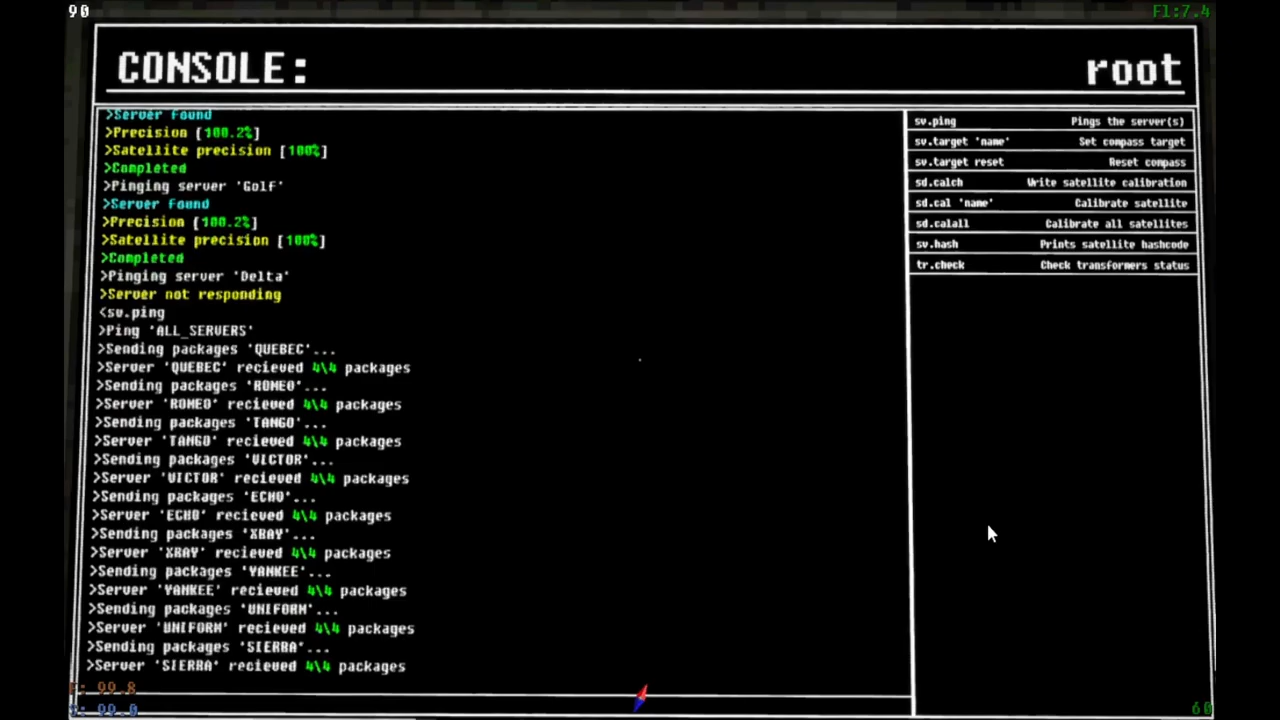 90
F1:7.4
CONSOLE:
root
>Server found
>Precision [100.2%]
>Satellite precision [100%]
>Completed
>Pinging server 'Golf'
>Server found
>Precision [100.2%]
>Satellite precision [100%]
>Completed
>Pinging server 'Delta'
>Server not responding
<sv.ping
>Ping 'ALL_SERVERS'
>Sending packages 'QUEBEC'...
>Server 'QUEBEC' recieved 4\4 packages
>Sending packages 'ROMEO'...
>Server 'ROMEO' recieved 4\4 packages
>Sending packages 'TANGO'...
>Server 'TANGO' recieved 4\4 packages
>Sending packages 'VICTOR'...
>Server 'VICTOR' recieved 4\4 packages
>Sending packages 'ECHO'...
>Server 'ECHO' recieved 4\4 packages
>Sending packages 'XRAY'...
>Server 'XRAY' recieved 4\4 packages
>Sending packages 'YANKEE'...
>Server 'YANKEE' recieved 4\4 packages
>Sending packages 'UNIFORM'...
>Server 'UNIFORM' recieved 4\4 packages
>Sending packages 'SIERRA'...
>Server 'SIERRA' recieved 4\4 packages
sv.ping Pings the server(s)
sv.target 'name' Set compass target
sv.target reset Reset compass
sd.calch Write satellite calibration
sd.cal 'name' Calibrate satellite
sd.calall Calibrate all satellites
sv.hash Prints satellite hashcode
tr.check Check transformers status
99.8
99.0
60